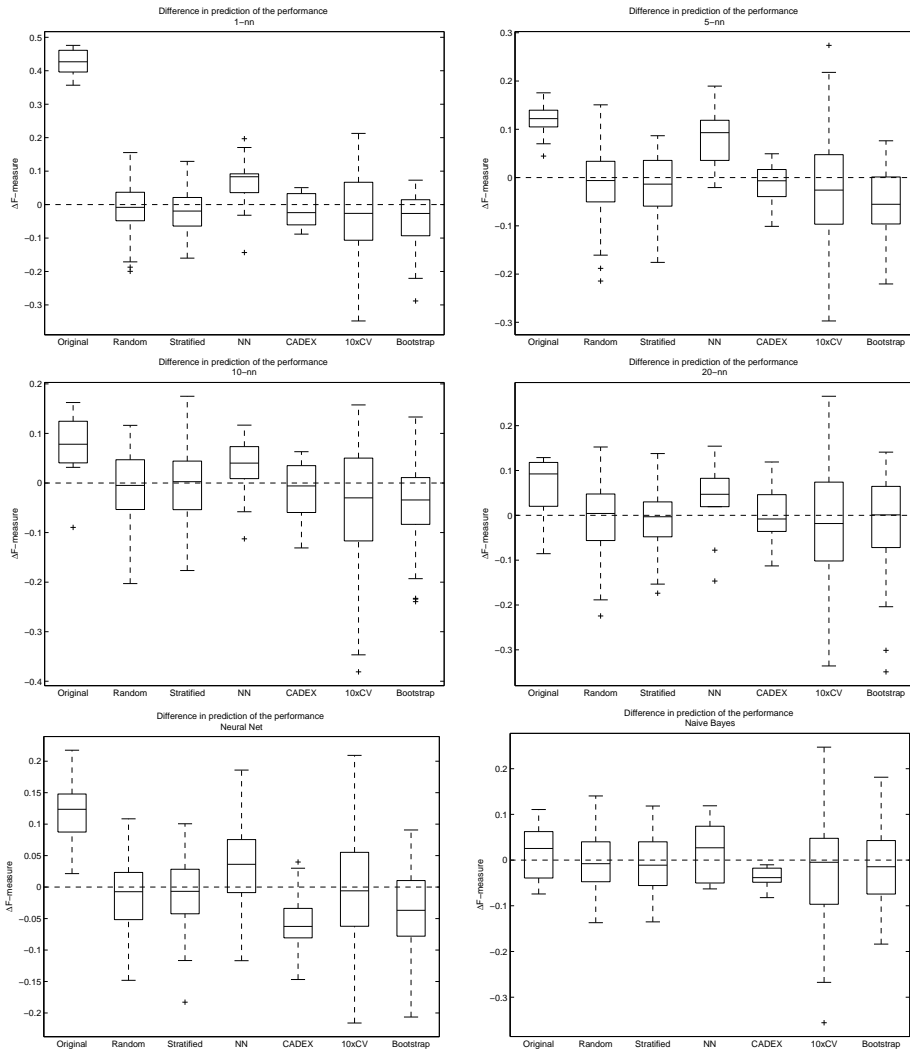 Difference in prediction of the performance
1−nn
ΔF−measure
0.5
0.4
0.3
0.2
0.1
0
−0.1
−0.2
−0.3
Original Random Stratified NN CADEX 10xCV Bootstrap
Difference in prediction of the performance
5−nn
ΔF−measure
0.3
0.2
0.1
0
−0.1
−0.2
−0.3
Original Random Stratified NN CADEX 10xCV Bootstrap
Difference in prediction of the performance
10−nn
ΔF−measure
0.2
0.1
0
−0.1
−0.2
−0.3
−0.4
Original Random Stratified NN CADEX 10xCV Bootstrap
Difference in prediction of the performance
20−nn
ΔF−measure
0.2
0.1
0
−0.1
−0.2
−0.3
Original Random Stratified NN CADEX 10xCV Bootstrap
Difference in prediction of the performance
Neural Net
ΔF−measure
0.2
0.15
0.1
0.05
0
−0.05
−0.1
−0.15
−0.2
Original Random Stratified NN CADEX 10xCV Bootstrap
Difference in prediction of the performance
Naive Bayes
ΔF−measure
0.2
0.1
0
−0.1
−0.2
−0.3
Original Random Stratified NN CADEX 10xCV Bootstrap